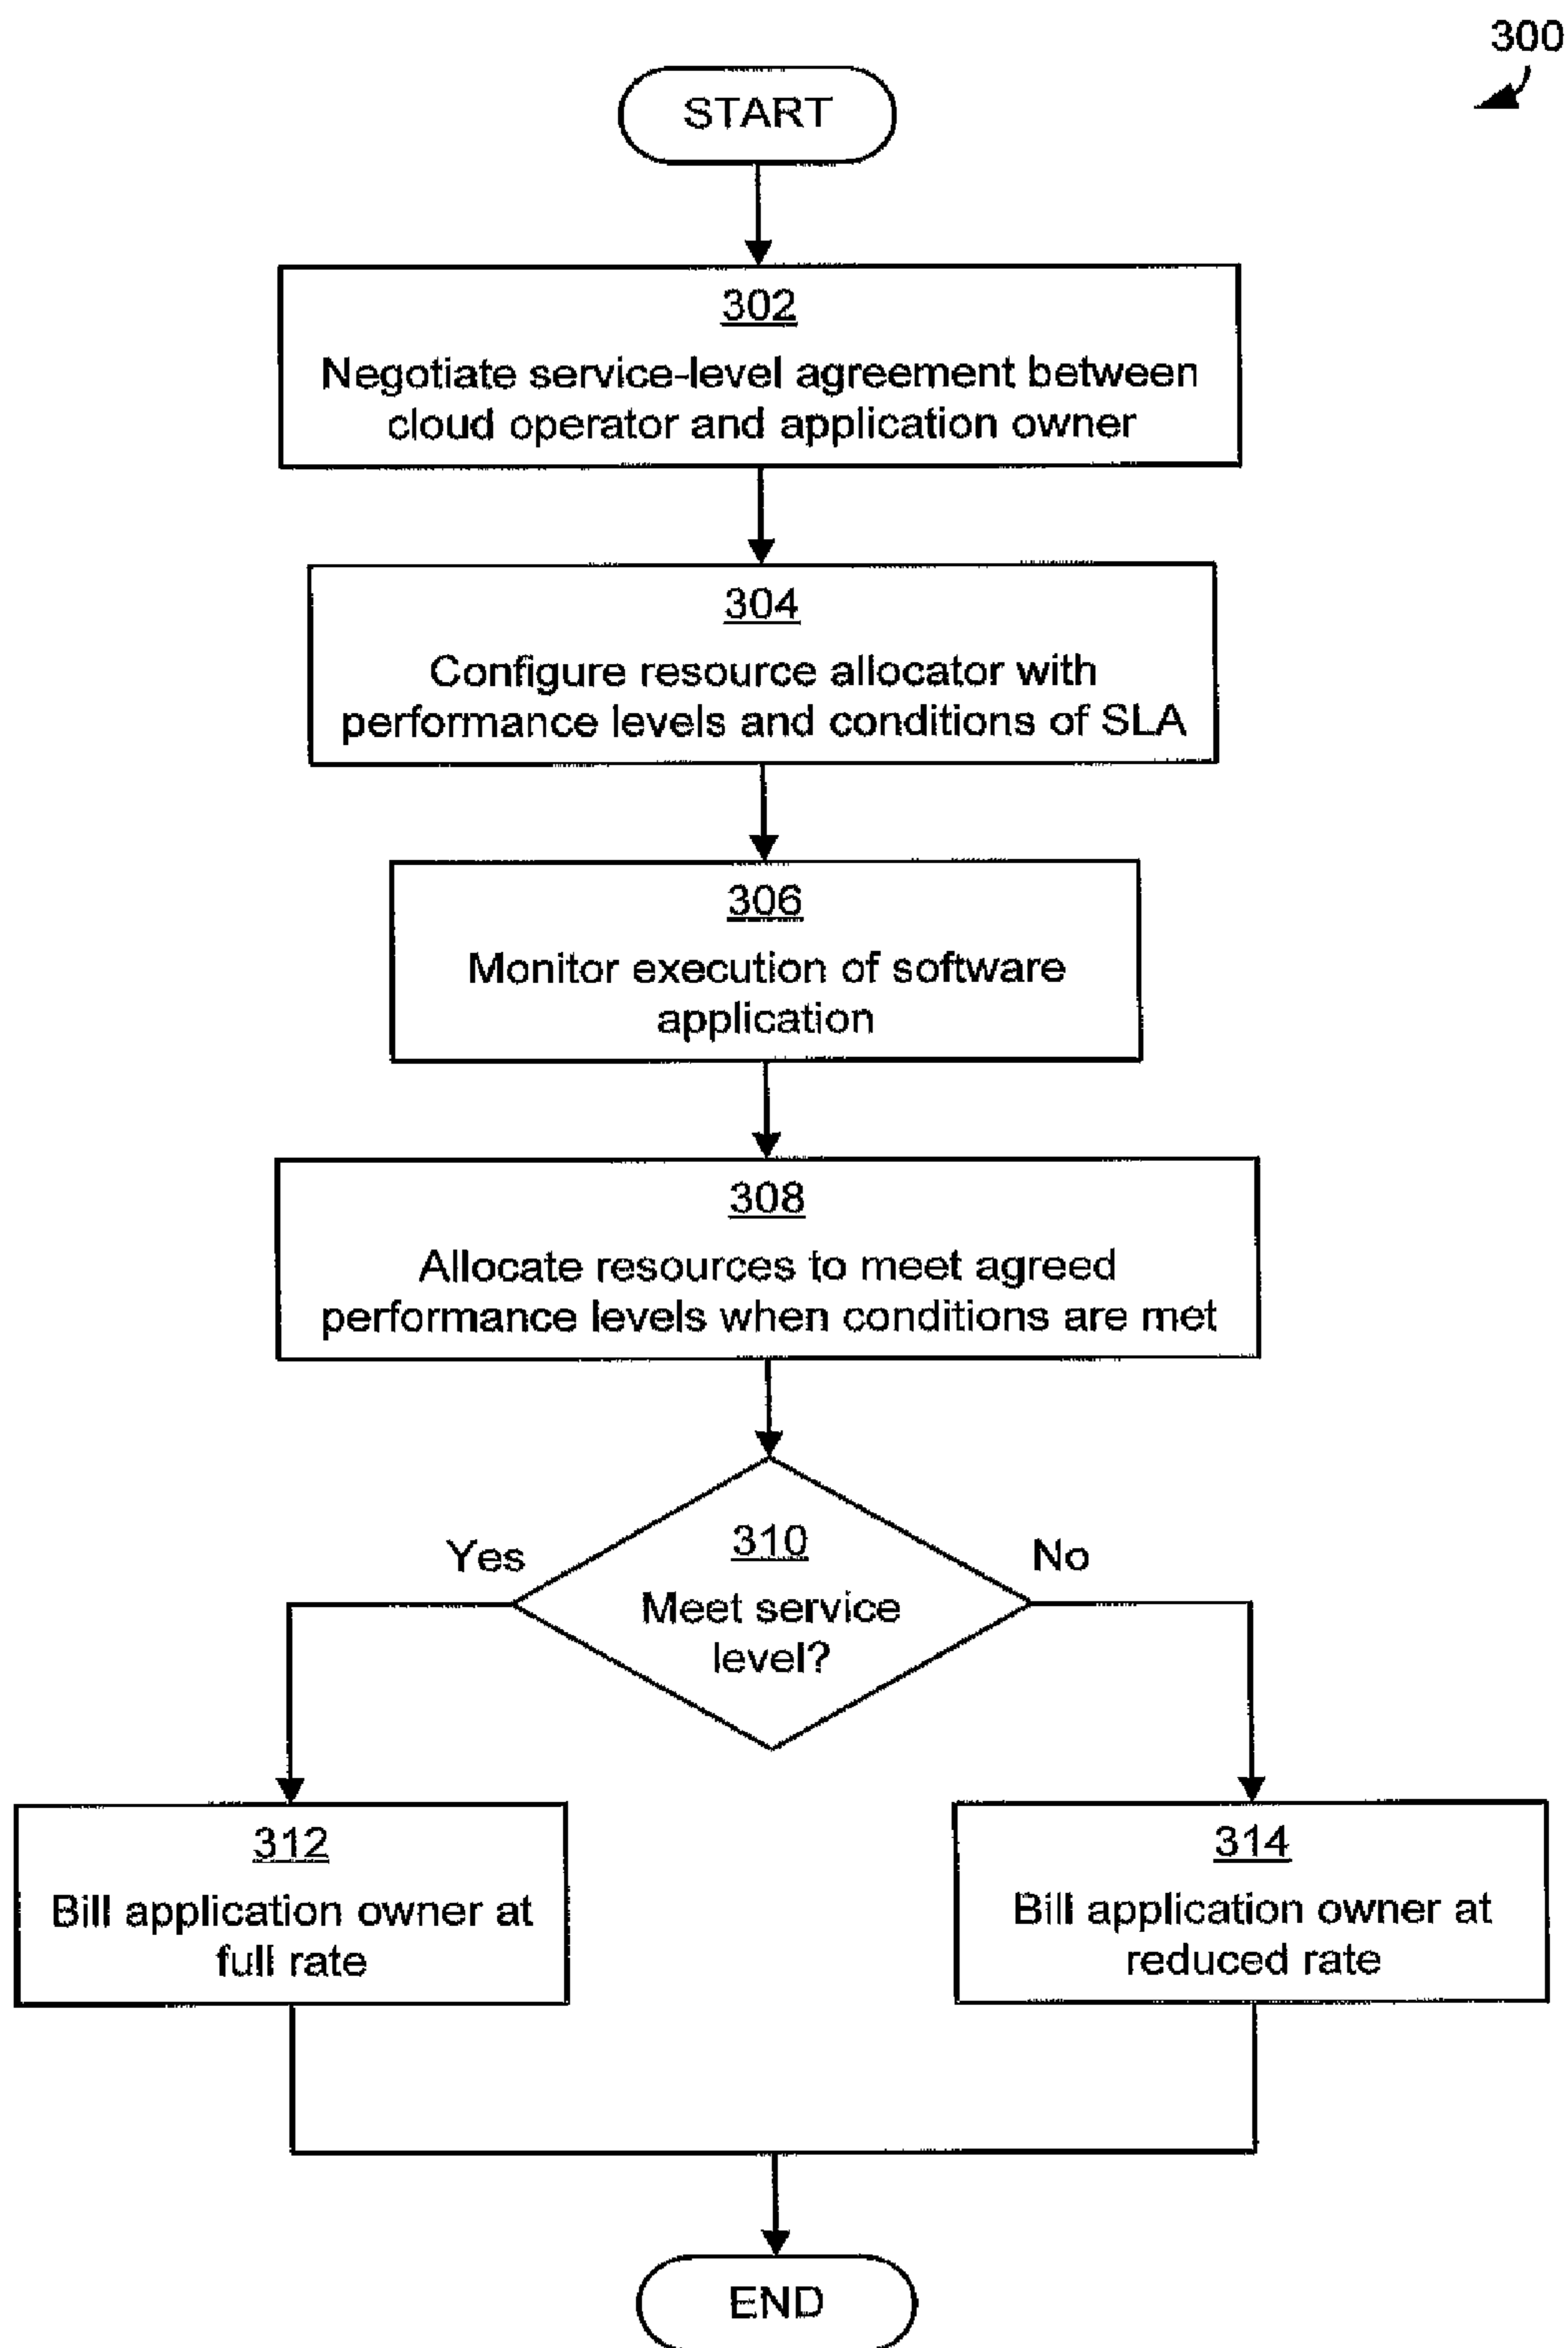 300
START
302
Negotiate service-level agreement between
cloud operator and application owner
304
Configure resource allocator with
performance levels and conditions of SLA
306
Monitor execution of software
application
308
Allocate resources to meet agreed
performance levels when conditions are met
310
Meet service
level?
Yes
No
312
Bill application owner at
full rate
314
Bill application owner at
reduced rate
END